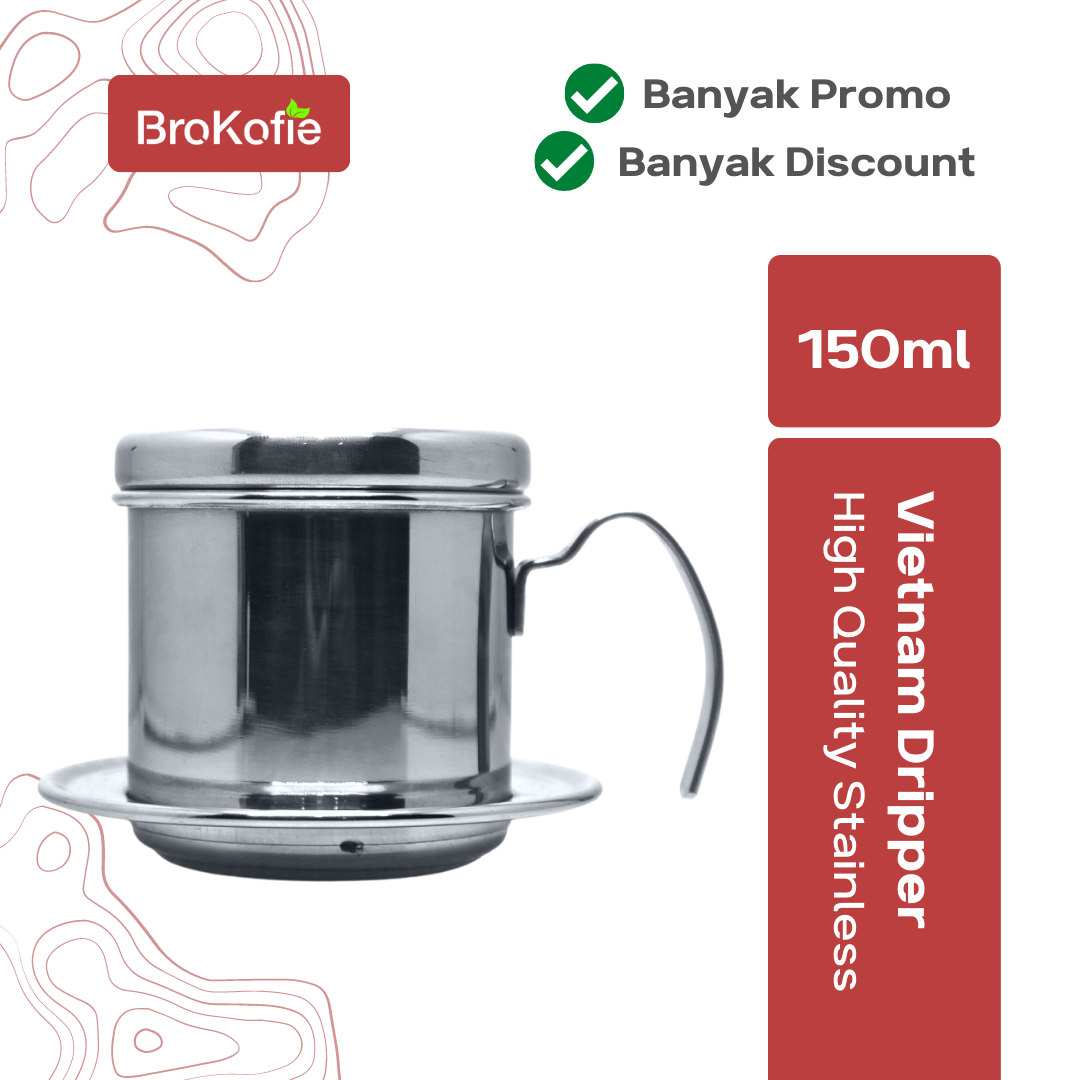 BroKofie
Banyak Promo
Banyak Discount
150ml
Vietnam Dripper
High Quality Stainless